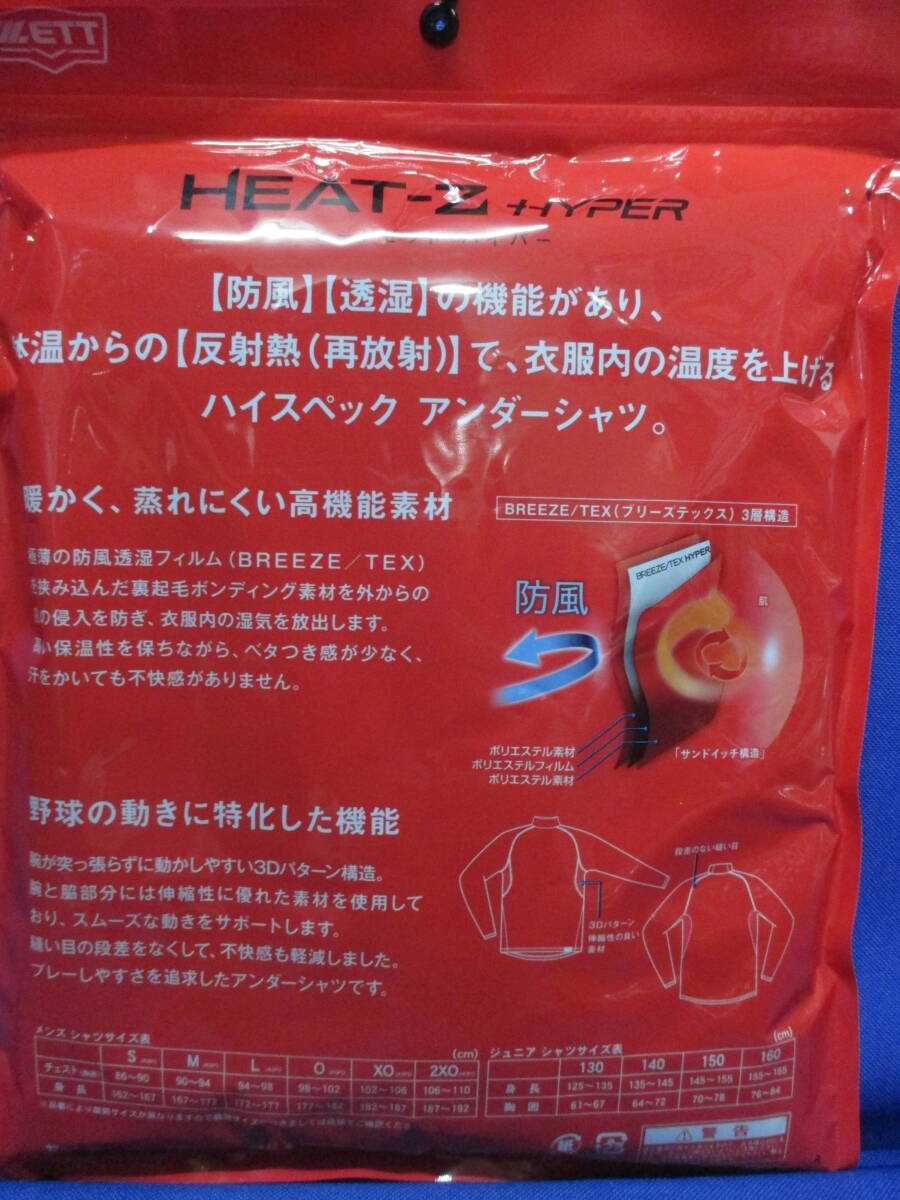 ZETT
HEAT-Z +HYPER
【防風】【透湿】の機能があり、
体温からの【反射熱(再放射)】で、衣服内の温度を上げる
ハイスペック アンダーシャツ。
暖かく、蒸れにくい高機能素材
極薄の防風透湿フィルム(BREEZE/TEX)
を挟み込んだ裏起毛ボンディング素材を外からの
風の侵入を防ぎ、衣服内の湿気を放出します。
高い保温性を保ちながら、ベタつき感が少なく、
汗をかいても不快感がありません。
BREEZE/TEX(ブリーズテックス) 3層構造
BREEZE/TEX HYPER
防風
肌
ポリエステル素材
ポリエステルフィルム
ポリエステル素材
「サンドイッチ構造」
野球の動きに特化した機能
腕が突っ張らずに動かしやすい3Dパターン構造。
腕と脇部分には伸縮性に優れた素材を使用して
おり、スムーズな動きをサポートします。
縫い目の段差をなくして、不快感も軽減しました。
プレーしやすさを追求したアンダーシャツです。
段差のない縫い目
3Dパターン
伸縮性の良い
素材
メンズ シャツサイズ表 (cm)
S M L O XO 2XO
チェスト 86~90 90~94 94~98 98~102 102~106 106~110
身長 162~167 167~172 172~177 177~182 182~187 187~192
ジュニア シャツサイズ表 (cm)
130 140 150 160
身長 125~135 135~145 145~155 155~165
胸囲 61~67 64~72 70~78 76~84
紙
警告